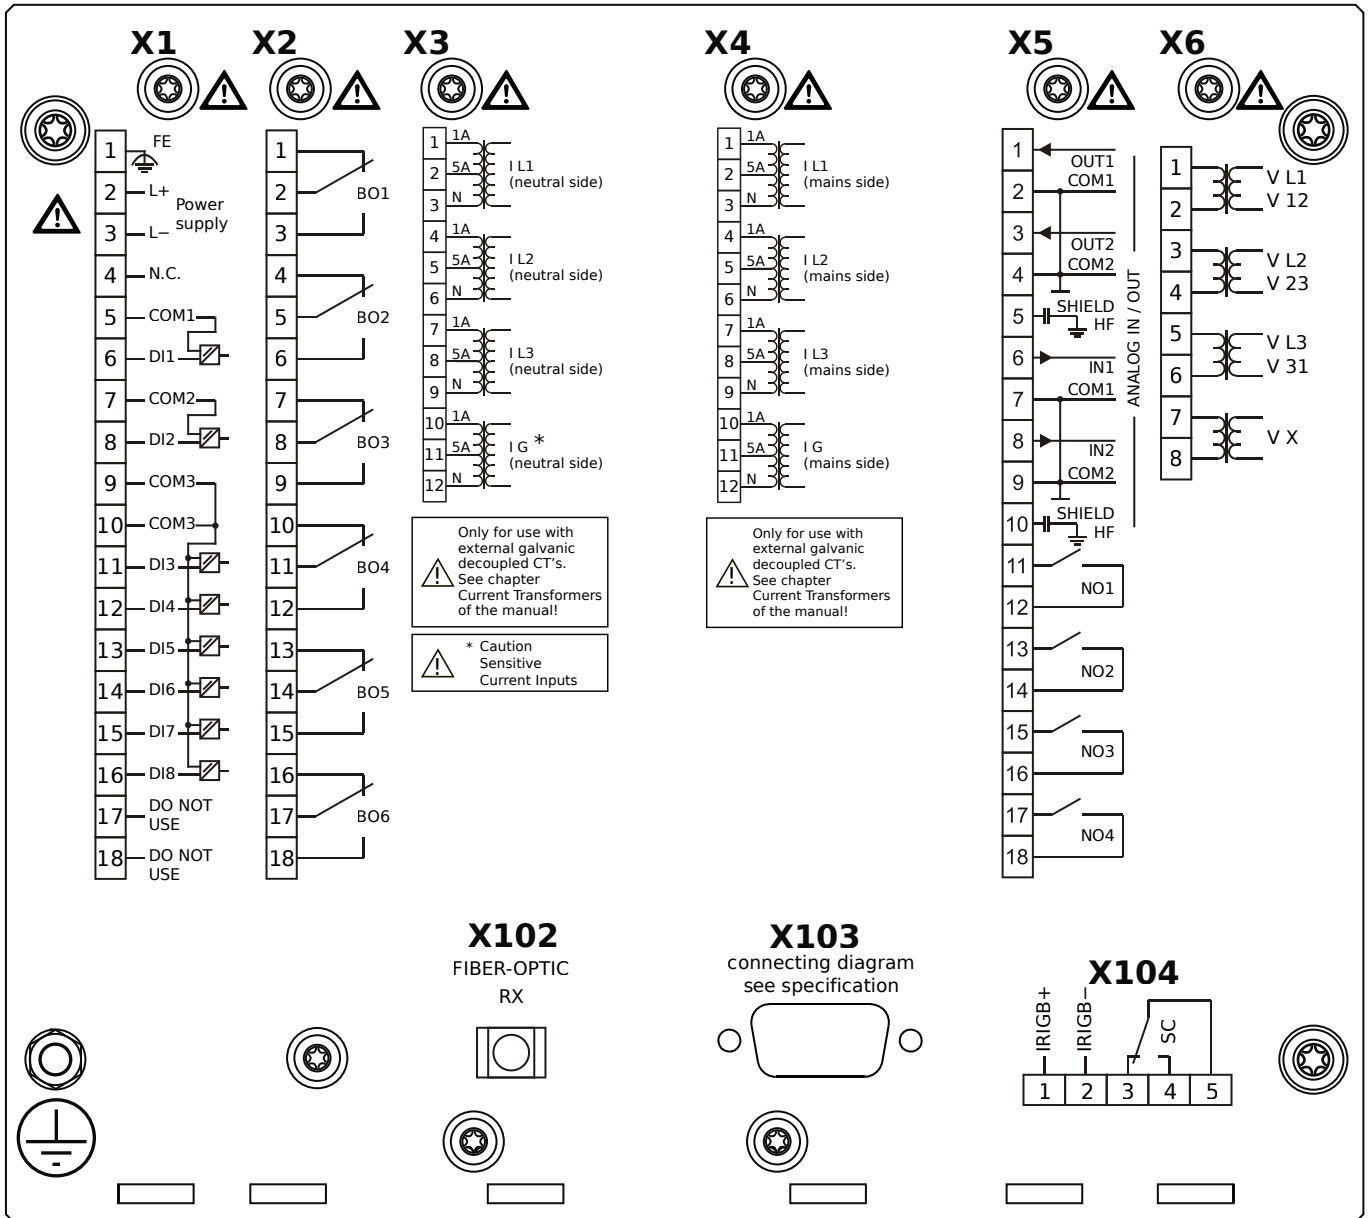 X1
X2
X3
X4
X5
X6
1
FE
2
L+
Power
supply
3
L−
4
N.C.
5
COM1
6
DI1
7
COM2
8
DI2
9
COM3
10
COM3
11
DI3
12
DI4
13
DI5
14
DI6
15
DI7
16
DI8
17
DO NOT
USE
18
DO NOT
USE
1
2
BO1
3
4
5
BO2
6
7
8
BO3
9
10
11
BO4
12
13
14
BO5
15
16
17
BO6
18
1
1A
2
5A
I L1
(neutral side)
3
N
4
1A
5
5A
I L2
(neutral side)
6
N
7
1A
8
5A
I L3
(neutral side)
9
N
10
1A
11
5A
I G *
(neutral side)
12
N
Only for use with
external galvanic
decoupled CT's.
See chapter
Current Transformers
of the manual!
* Caution
Sensitive
Current Inputs
1
1A
2
5A
I L1
(mains side)
3
N
4
1A
5
5A
I L2
(mains side)
6
N
7
1A
8
5A
I L3
(mains side)
9
N
10
1A
11
5A
I G
(mains side)
12
N
Only for use with
external galvanic
decoupled CT's.
See chapter
Current Transformers
of the manual!
1
OUT1
2
COM1
3
OUT2
4
COM2
5
SHIELD
HF
6
IN1
7
COM1
8
IN2
9
COM2
10
SHIELD
HF
ANALOG IN / OUT
11
NO1
12
13
NO2
14
15
NO3
16
17
NO4
18
1
V L1
2
V 12
3
V L2
4
V 23
5
V L3
6
V 31
7
V X
8
X102
FIBER-OPTIC
RX
X103
connecting diagram
see specification
X104
IRIGB+
IRIGB−
SC
1 2 3 4 5